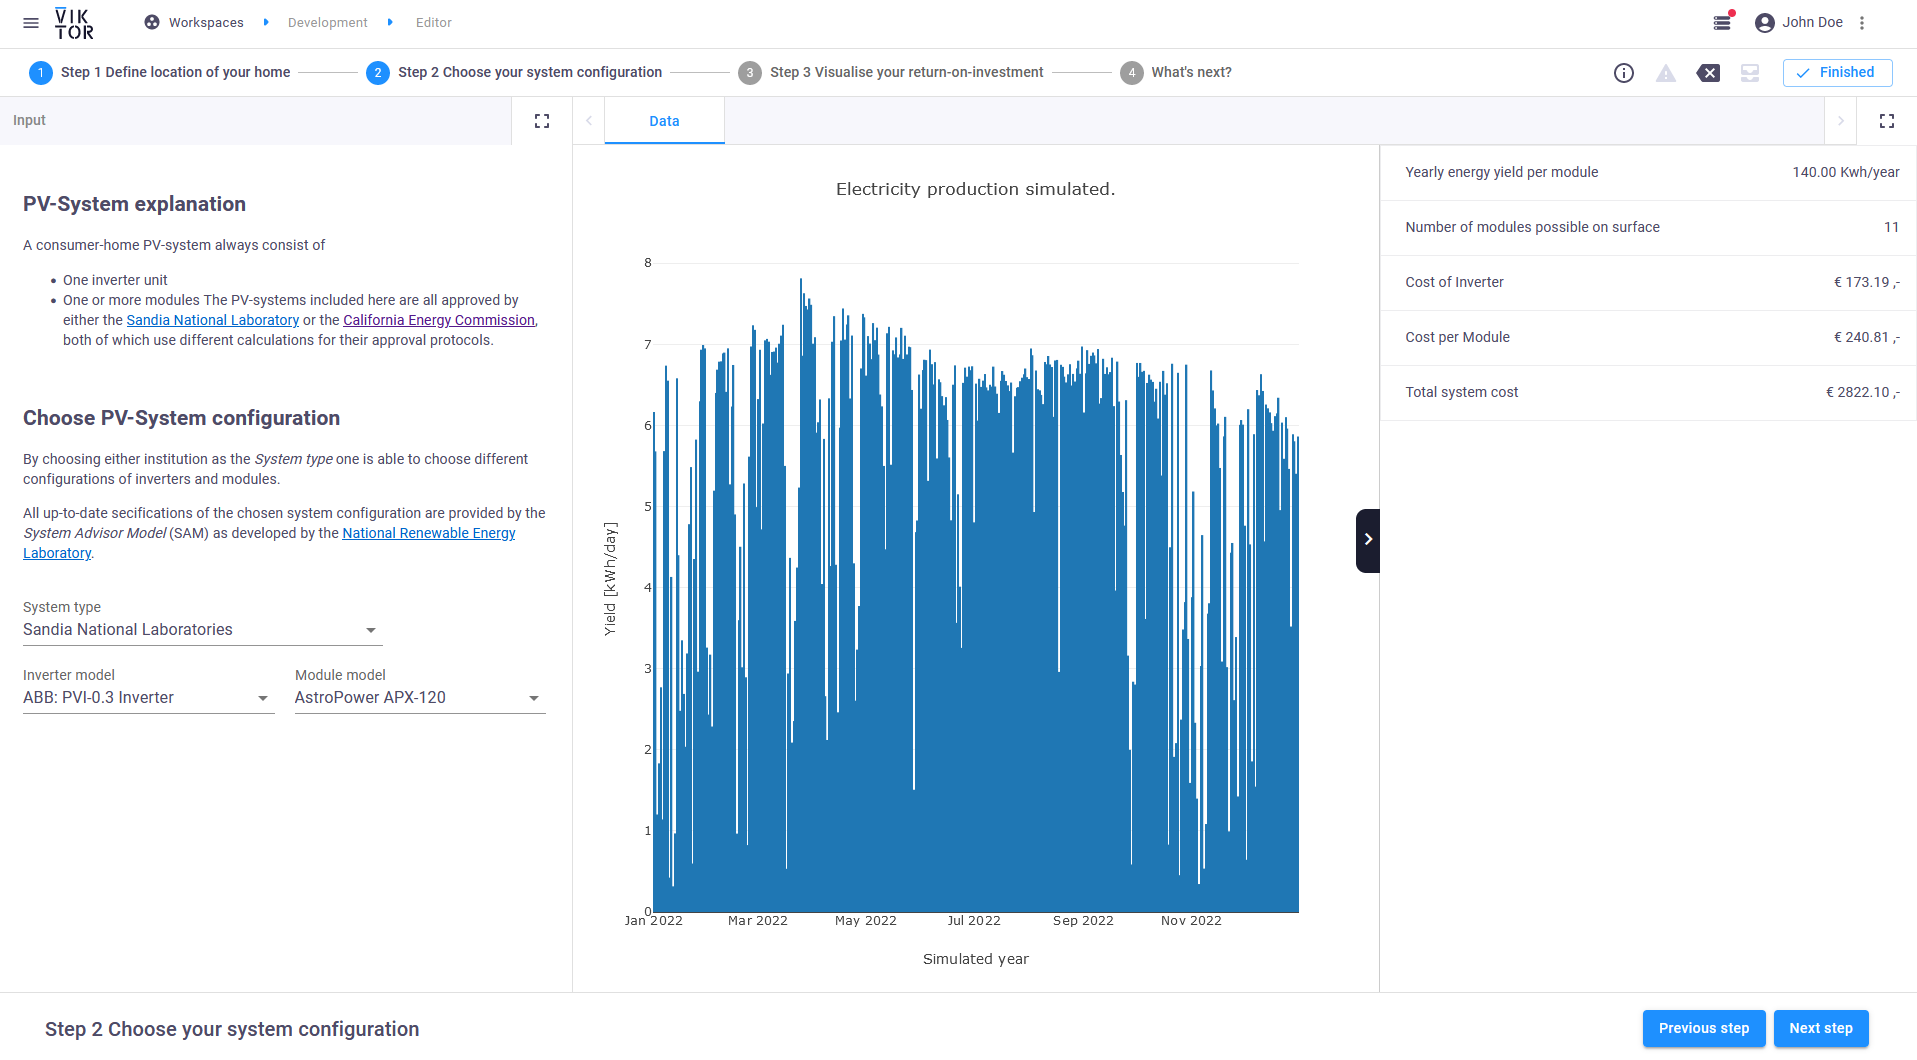 VIKTOR
Workspaces
Development
Editor
John Doe
1 Step 1 Define location of your home
2 Step 2 Choose your system configuration
3 Step 3 Visualise your return-on-investment
4 What's next?
Finished
Input
Data
PV-System explanation
A consumer-home PV-system always consist of
• One inverter unit
• One or more modules The PV-systems included here are all approved by
either the Sandia National Laboratory or the California Energy Commission,
both of which use different calculations for their approval protocols.
Choose PV-System configuration
By choosing either institution as the System type one is able to choose different
configurations of inverters and modules.
All up-to-date secifications of the chosen system configuration are provided by the
System Advisor Model (SAM) as developed by the National Renewable Energy
Laboratory.
System type
Sandia National Laboratories
Inverter model
ABB: PVI-0.3 Inverter
Module model
AstroPower APX-120
Electricity production simulated.
Yield [kWh/day]
8
7
6
5
4
3
2
1
0
Jan 2022
Mar 2022
May 2022
Jul 2022
Sep 2022
Nov 2022
Simulated year
Yearly energy yield per module 140.00 Kwh/year
Number of modules possible on surface 11
Cost of Inverter € 173.19 ,-
Cost per Module € 240.81 ,-
Total system cost € 2822.10 ,-
Step 2 Choose your system configuration
Previous step
Next step